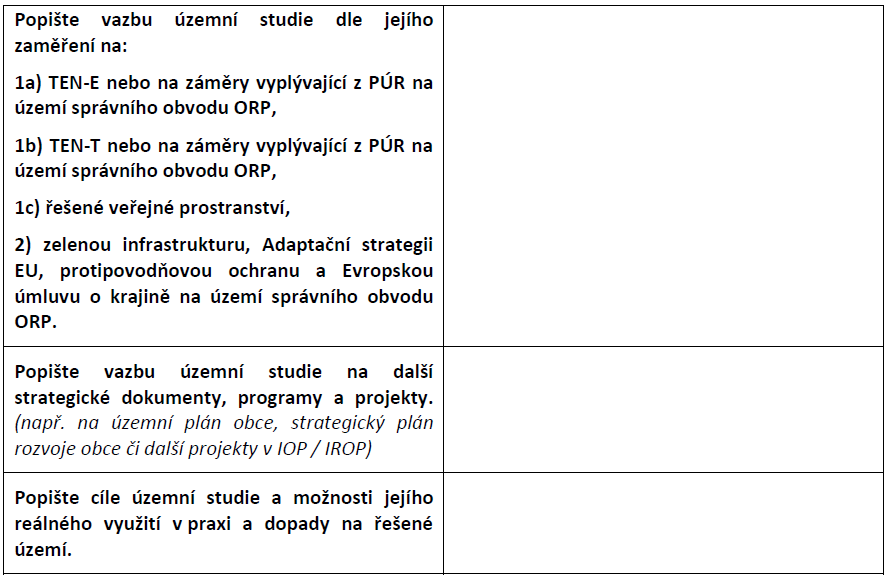 Popište vazbu územní studie dle jejího
zaměření na:
1a) TEN-E nebo na záměry vyplývající z PÚR na
území správního obvodu ORP,
1b) TEN-T nebo na záměry vyplývající z PÚR na
území správního obvodu ORP,
1c) řešené veřejné prostranství,
2) zelenou infrastrukturu, Adaptační strategii
EU, protipovodňovou ochranu a Evropskou
úmluvu o krajině na území správního obvodu
ORP.
Popište vazbu územní studie na další
strategické dokumenty, programy a projekty.
(např. na územní plán obce, strategický plán
rozvoje obce či další projekty v IOP / IROP)
Popište cíle územní studie a možnosti jejího
reálného využití v praxi a dopady na řešené
území.